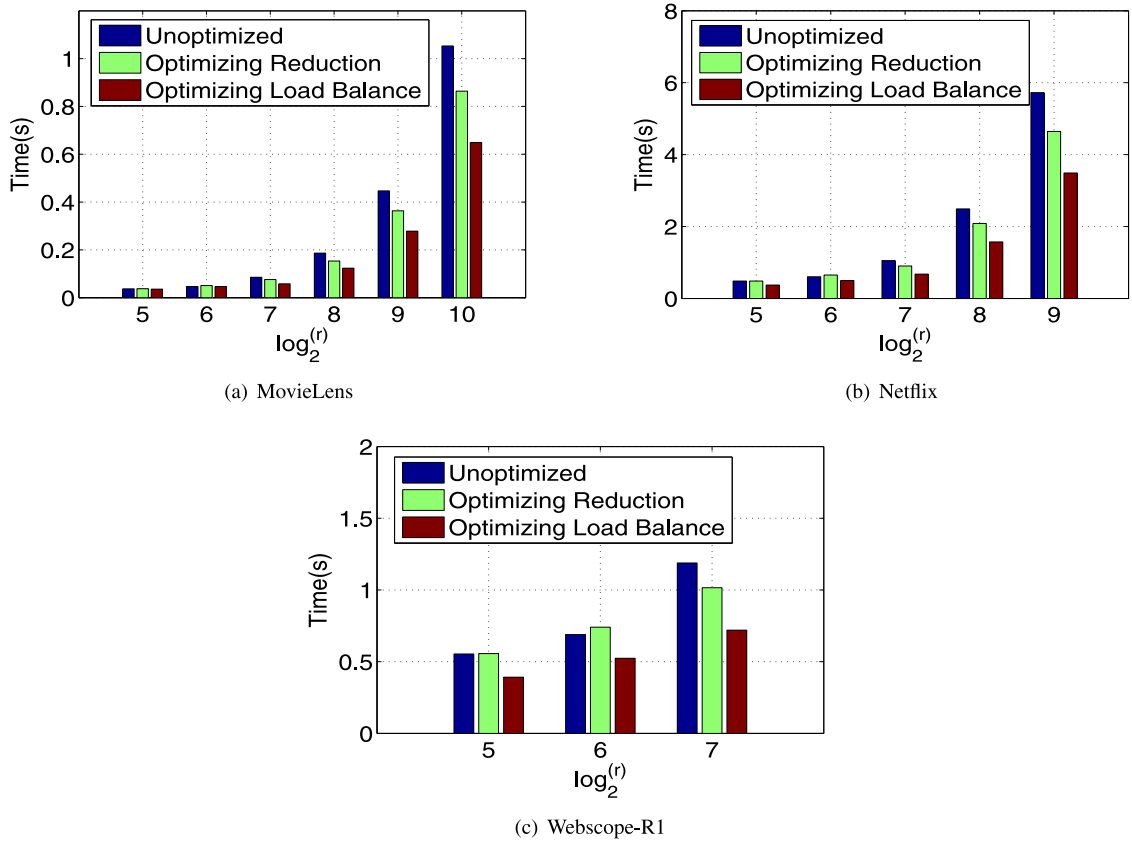 Unoptimized
Optimizing Reduction
Optimizing Load Balance
Time(s)
1
0.8
0.6
0.4
0.2
0
5 6 7 8 9 10
log2(r)
(a) MovieLens
Unoptimized
Optimizing Reduction
Optimizing Load Balance
Time(s)
8
6
4
2
0
5 6 7 8 9
log2(r)
(b) Netflix
Unoptimized
Optimizing Reduction
Optimizing Load Balance
Time(s)
2
1.5
1
0.5
0
5 6 7
log2(r)
(c) Webscope-R1